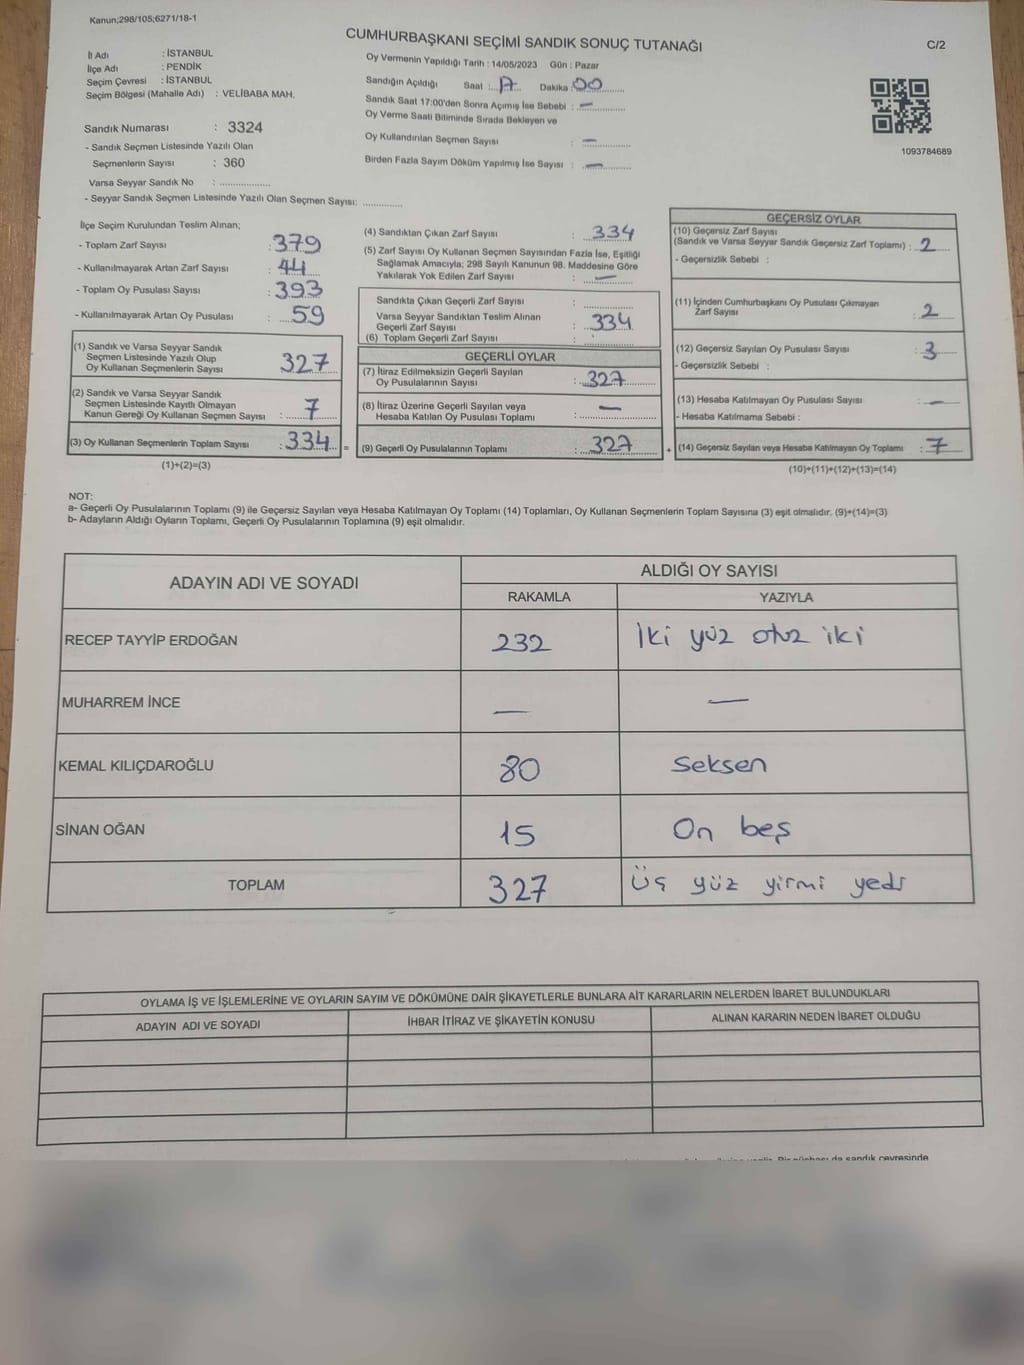 Kanun;298/105;6271/18-1
CUMHURBAŞKANI SEÇİMİ SANDIK SONUÇ TUTANAĞI
C/2
İl Adı : İSTANBUL
İlçe Adı : PENDİK
Seçim Çevresi : İSTANBUL
Seçim Bölgesi (Mahalle Adı) : VELİBABA MAH.
Sandık Numarası : 3324
- Sandık Seçmen Listesinde Yazılı Olan
Seçmenlerin Sayısı : 360
Varsa Seyyar Sandık No : ....................
- Seyyar Sandık Seçmen Listesinde Yazılı Olan Seçmen Sayısı: ...............
Oy Vermenin Yapıldığı Tarih : 14/05/2023 Gün : Pazar
Sandığın Açıldığı Saat : 17 Dakika : 00
Sandık Saat 17:00'den Sonra Açımış İse Sebebi : —
Oy Verme Saati Bitiminde Sırada Bekleyen ve
Oy Kullandırılan Seçmen Sayısı : —
Birden Fazla Sayım Döküm Yapılmış İse Sayısı : —
1093784689
İlçe Seçim Kurulundan Teslim Alınan;
- Toplam Zarf Sayısı : 379
- Kullanılmayarak Artan Zarf Sayısı : 44
- Toplam Oy Pusulası Sayısı : 393
- Kullanılmayarak Artan Oy Pusulası : 59
(1) Sandık ve Varsa Seyyar Sandık
Seçmen Listesinde Yazılı Olup
Oy Kullanan Seçmenlerin Sayısı 327
(2) Sandık ve Varsa Seyyar Sandık
Seçmen Listesinde Kayıtlı Olmayan
Kanun Gereği Oy Kullanan Seçmen Sayısı : 7
(3) Oy Kullanan Seçmenlerin Toplam Sayısı : 334 =
(1)+(2)=(3)
(4) Sandıktan Çıkan Zarf Sayısı : 334
(5) Zarf Sayısı Oy Kullanan Seçmen Sayısından Fazla İse, Eşitliği
Sağlamak Amacıyla; 298 Sayılı Kanunun 98. Maddesine Göre
Yakılarak Yok Edilen Zarf Sayısı : —
Sandıkta Çıkan Geçerli Zarf Sayısı : ...............
Varsa Seyyar Sandıktan Teslim Alınan
Geçerli Zarf Sayısı : 334
(6) Toplam Geçerli Zarf Sayısı : ...............
GEÇERLİ OYLAR
(7) İtiraz Edilmeksizin Geçerli Sayılan
Oy Pusulalarının Sayısı : 327
(8) İtiraz Üzerine Geçerli Sayılan veya
Hesaba Katılan Oy Pusulası Toplamı : —
(9) Geçerli Oy Pusulalarının Toplamı : 327 +
GEÇERSİZ OYLAR
(10) Geçersiz Zarf Sayısı
(Sandık ve Varsa Seyyar Sandık Geçersiz Zarf Toplamı) : 2
- Geçersizlik Sebebi :
(11) İçinden Cumhurbaşkanı Oy Pusulası Çıkmayan
Zarf Sayısı : 2
(12) Geçersiz Sayılan Oy Pusulası Sayısı : 3
- Geçersizlik Sebebi :
(13) Hesaba Katılmayan Oy Pusulası Sayısı : —
- Hesaba Katılmama Sebebi :
(14) Geçersiz Sayılan veya Hesaba Katılmayan Oy Toplamı : 7
(10)+(11)+(12)+(13)=(14)
NOT:
a- Geçerli Oy Pusulalarının Toplamı (9) ile Geçersiz Sayılan veya Hesaba Katılmayan Oy Toplamı (14) Toplamları, Oy Kullanan Seçmenlerin Toplam Sayısına (3) eşit olmalıdır. (9)+(14)=(3)
b- Adayların Aldığı Oyların Toplamı, Geçerli Oy Pusulalarının Toplamına (9) eşit olmalıdır.
ADAYIN ADI VE SOYADI ALDIĞI OY SAYISI
RAKAMLA YAZIYLA
RECEP TAYYİP ERDOĞAN 232 İki yüz otuz iki
MUHARREM İNCE — —
KEMAL KILIÇDAROĞLU 80 Seksen
SİNAN OĞAN 15 On beş
TOPLAM 327 Üç yüz yirmi yedi
OYLAMA İŞ VE İŞLEMLERİNE VE OYLARIN SAYIM VE DÖKÜMÜNE DAİR ŞİKAYETLERLE BUNLARA AİT KARARLARIN NELERDEN İBARET BULUNDUKLARI
ADAYIN ADI VE SOYADI İHBAR İTİRAZ VE ŞİKAYETİN KONUSU ALINAN KARARIN NEDEN İBARET OLDUĞU
da sandık çevresinde